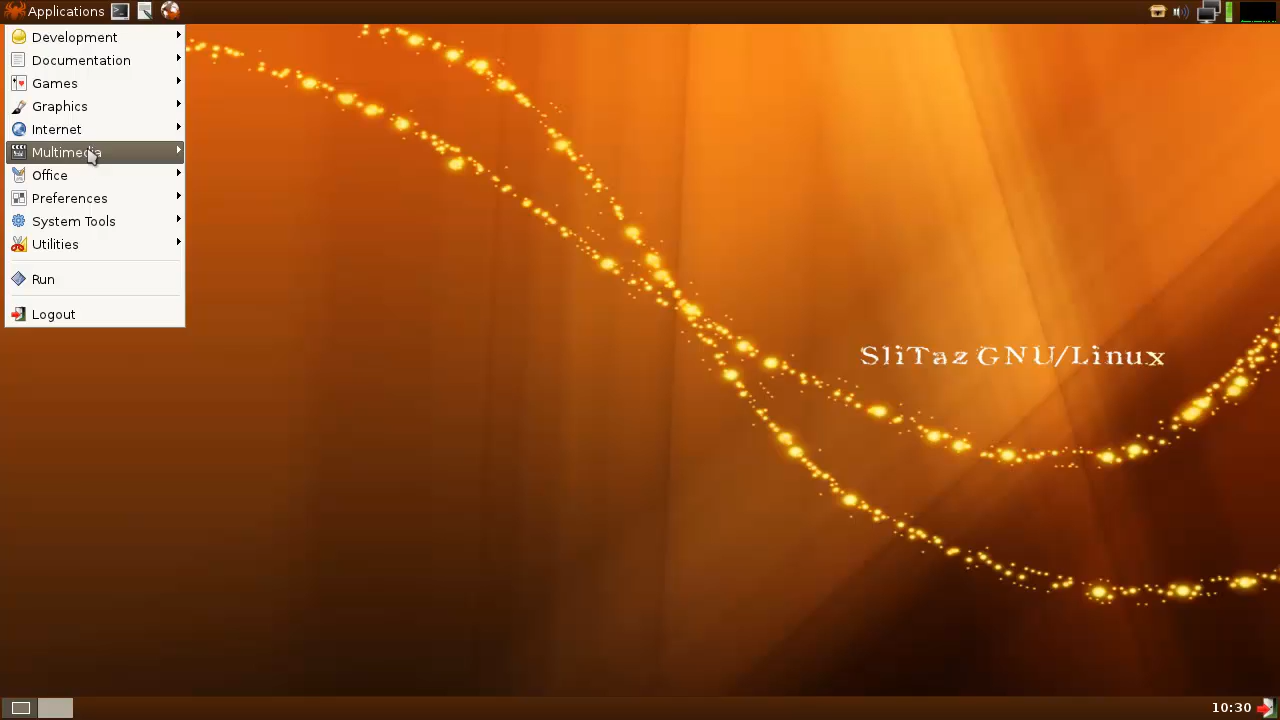 Applications
Development
Documentation
Games
Graphics
Internet
Multimedia
Office
Preferences
System Tools
Utilities
Run
Logout
SliTaz GNU/Linux
10:30